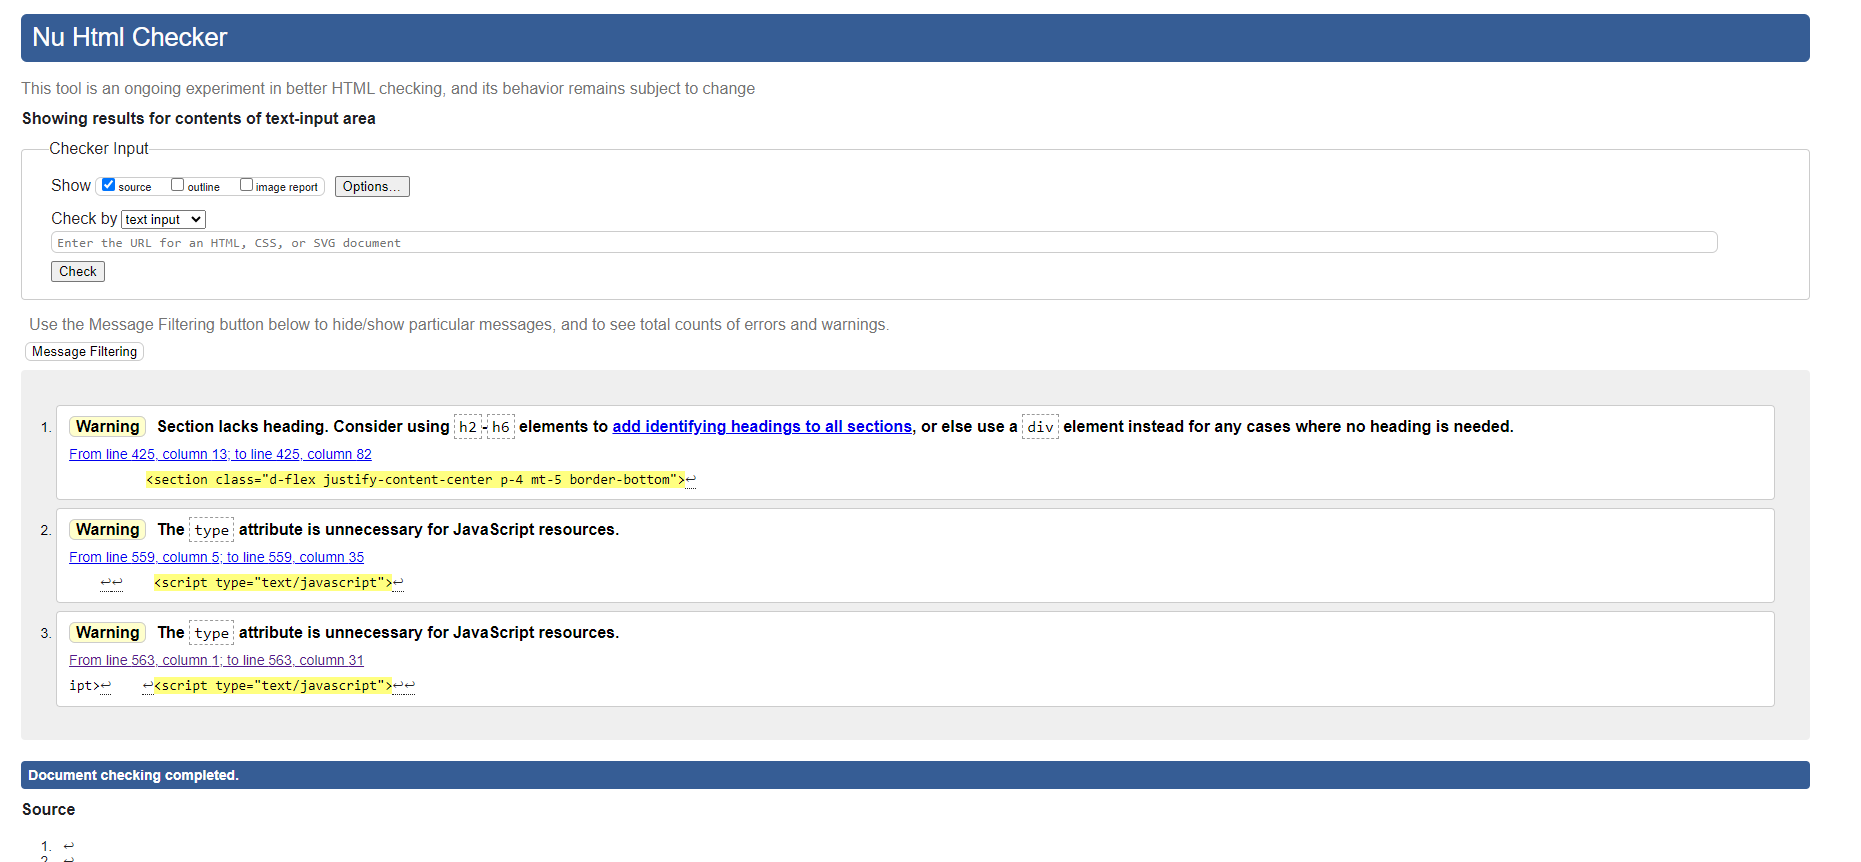 Nu Html Checker
This tool is an ongoing experiment in better HTML checking, and its behavior remains subject to change
Showing results for contents of text-input area
Checker Input
Show source outline image report Options...
Check by text input
Enter the URL for an HTML, CSS, or SVG document
Check
Use the Message Filtering button below to hide/show particular messages, and to see total counts of errors and warnings.
Message Filtering
1. Warning Section lacks heading. Consider using h2-h6 elements to add identifying headings to all sections, or else use a div element instead for any cases where no heading is needed.
From line 425, column 13; to line 425, column 82
<section class="d-flex justify-content-center p-4 mt-5 border-bottom">↩
2. Warning The type attribute is unnecessary for JavaScript resources.
From line 559, column 5; to line 559, column 35
↩↩ <script type="text/javascript">↩
3. Warning The type attribute is unnecessary for JavaScript resources.
From line 563, column 1; to line 563, column 31
ipt>↩ ↩<script type="text/javascript">↩↩
Document checking completed.
Source
1. ↩
2. ↩